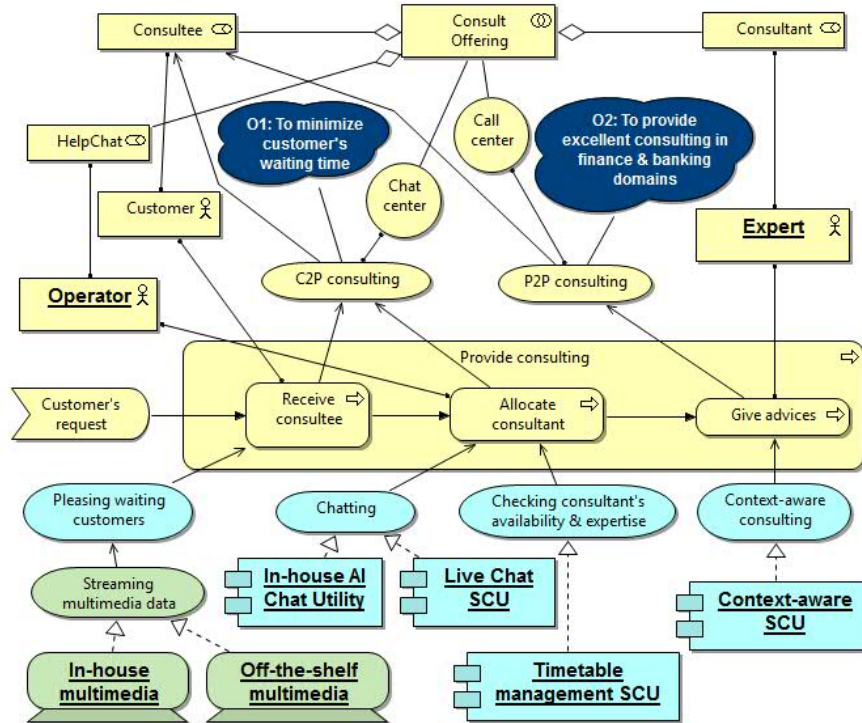 Consultee
Consult
Offering
Consultant
HelpChat
O1: To minimize
customer's
waiting time
Call
center
O2: To provide
excellent consulting in
finance & banking
domains
Customer
Chat
center
Expert
Operator
C2P consulting
P2P consulting
Provide consulting
Customer's
request
Receive
consultee
Allocate
consultant
Give advices
Pleasing waiting
customers
Chatting
Checking consultant's
availability & expertise
Context-aware
consulting
Streaming
multimedia data
In-house AI
Chat Utility
Live Chat
SCU
Context-aware
SCU
In-house
multimedia
Off-the-shelf
multimedia
Timetable
management SCU